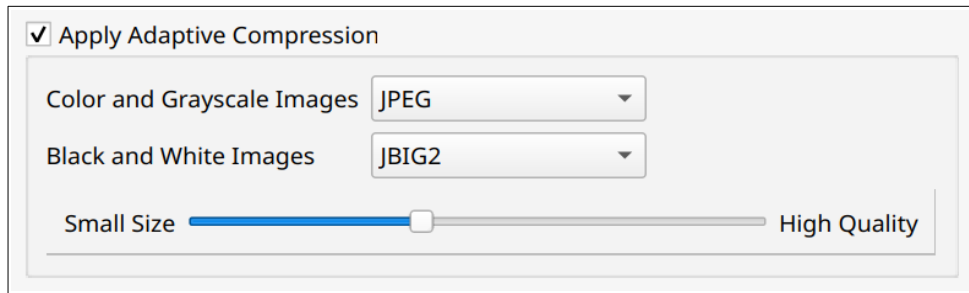 Apply Adaptive Compression
Color and Grayscale Images JPEG
Black and White Images JBIG2
Small Size High Quality